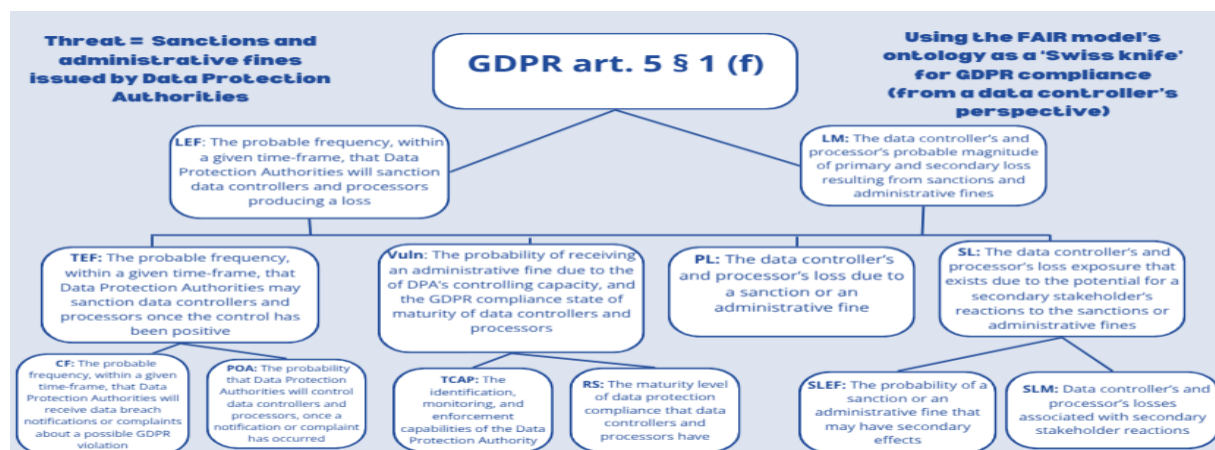 Threat = Sanctions and
administrative fines
issued by Data Protection
Authorities
GDPR art. 5 § 1 (f)
Using the FAIR model's
ontology as a 'Swiss knife'
for GDPR compliance
(from a data controller's
perspective)
LEF: The probable frequency, within
a given time-frame, that Data
Protection Authorities will sanction
data controllers and processors
producing a loss
LM: The data controller's and
processor's probable magnitude
of primary and secondary loss
resulting from sanctions and
administrative fines
TEF: The probable frequency,
within a given time-frame, that
Data Protection Authorities may
sanction data controllers and
processors once the control has
been positive
Vuln: The probability of receiving
an administrative fine due to the
of DPA's controlling capacity, and
the GDPR compliance state of
maturity of data controllers and
processors
PL: The data controller's
and processor's loss due to
a sanction or an
administrative fine
SL: The data controller's and
processor's loss exposure that
exists due to the potential for a
secondary stakeholder's
reactions to the sanctions or
administrative fines
CF: The probable
frequency, within a given
time-frame, that Data
Protection Authorities will
receive data breach
notifications or complaints
about a possible GDPR
violation
POA: The probability
that Data Protection
Authorities will control
data controllers and
processors, once a
notification or complaint
has occurred
TCAP: The
identification,
monitoring, and
enforcement
capabilities of the Data
Protection Authority
RS: The maturity level
of data protection
compliance that data
controllers and
processors have
SLEF: The probability of a
sanction or an
administrative fine that
may have secondary
effects
SLM: Data controller's and
processor's losses
associated with secondary
stakeholder reactions